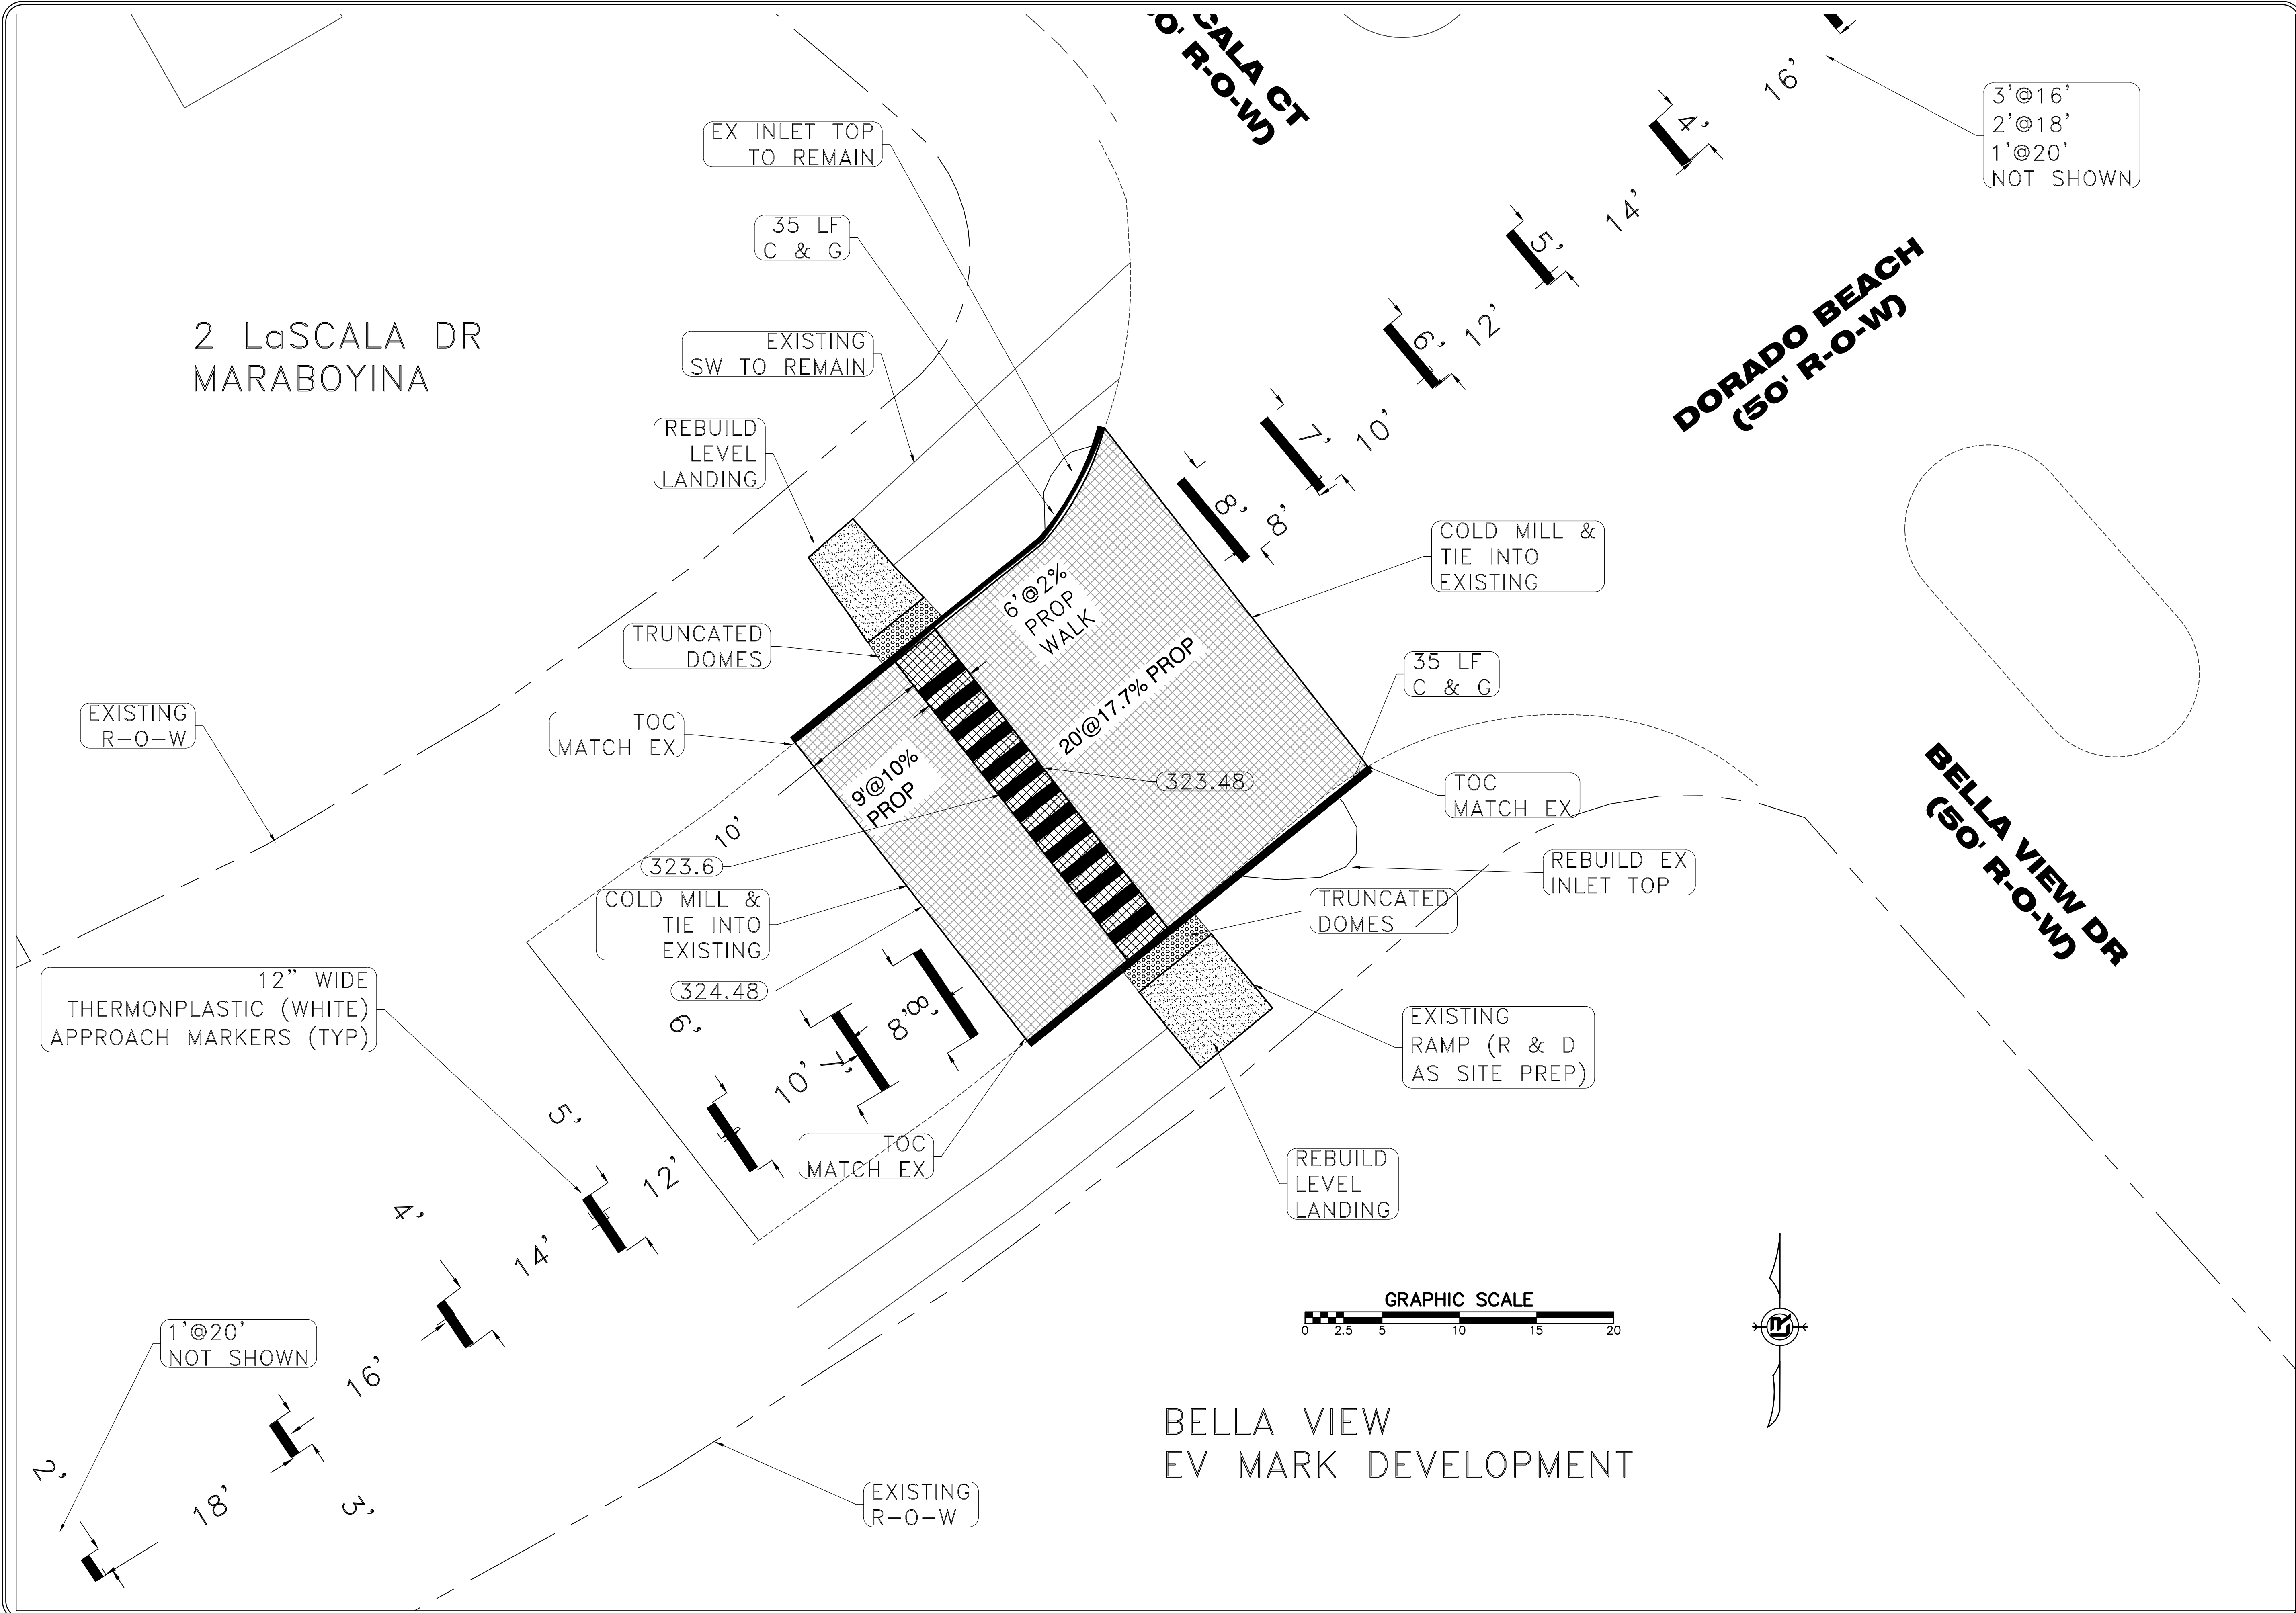 CALA CT
0' R-O-W)
16'
3'@16'
2'@18'
1'@20'
NOT SHOWN
4'
EX INLET TOP
TO REMAIN
14'
35 LF
C & G
5'
DORADO BEACH
(50' R-O-W)
2 LaSCALA DR
MARABOYINA
EXISTING
SW TO REMAIN
12'
6'
REBUILD
LEVEL
LANDING
10'
7'
8'
8'
COLD MILL &
TIE INTO
EXISTING
6'@2%
PROP
WALK
TRUNCATED
DOMES
20'@17.7% PROP
35 LF
C & G
EXISTING
R-O-W
TOC
MATCH EX
9'@10%
PROP
323.48
TOC
MATCH EX
BELLA VIEW DR
(50' R-O-W)
10'
323.6
REBUILD EX
INLET TOP
COLD MILL &
TIE INTO
EXISTING
TRUNCATED
DOMES
324.48
12" WIDE
THERMONPLASTIC (WHITE)
APPROACH MARKERS (TYP)
8'
8'
6'
EXISTING
RAMP (R & D
AS SITE PREP)
7'
10'
5'
TOC
MATCH EX
REBUILD
LEVEL
LANDING
12'
4'
14'
GRAPHIC SCALE
0 2.5 5 10 15 20
1'@20'
NOT SHOWN
16'
BELLA VIEW
EV MARK DEVELOPMENT
2'
18'
3'
EXISTING
R-O-W